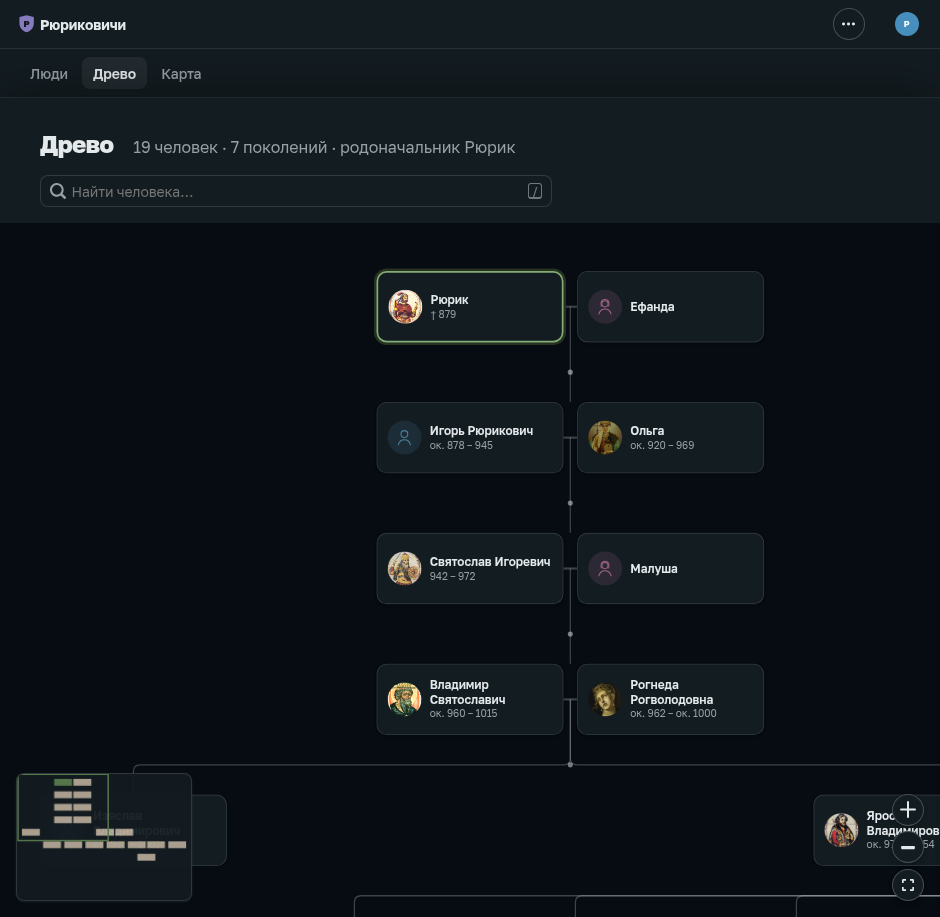 P Рюриковичи
P
Люди Древо Карта
Древо 19 человек · 7 поколений · родоначальник Рюрик
Найти человека... /
Рюрик
† 879
Ефанда
Игорь Рюрикович
ок. 878 – 945
Ольга
ок. 920 – 969
Святослав Игоревич
942 – 972
Малуша
Владимир
Святославич
ок. 960 – 1015
Рогнеда
Рогволодовна
ок. 962 – ок. 1000